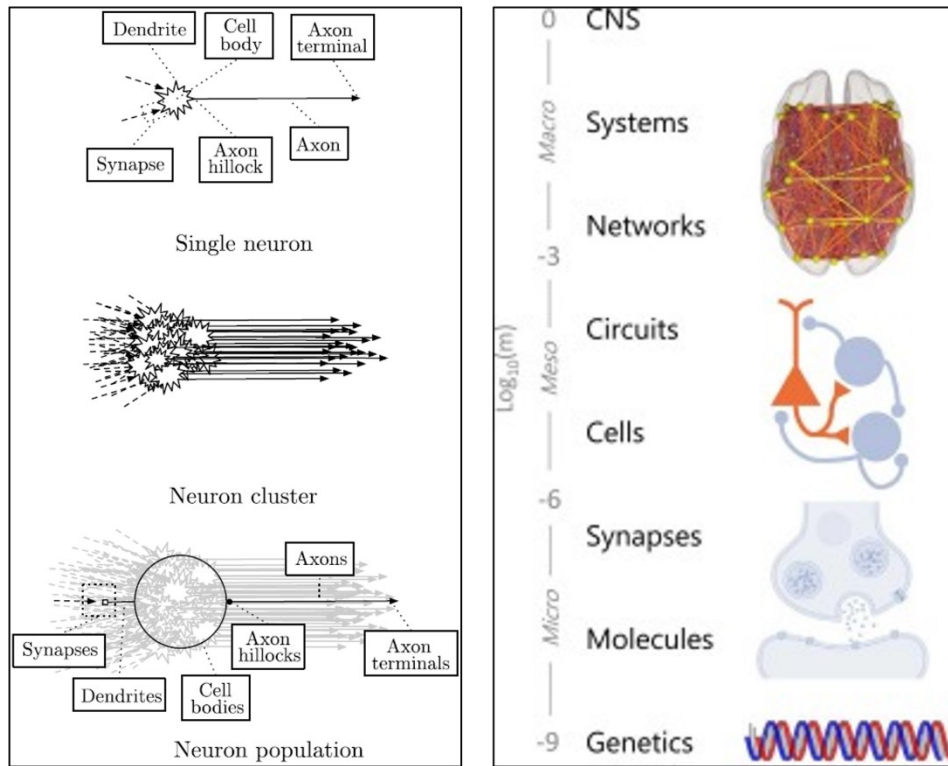 Dendrite
Cell
body
Axon
terminal
Synapse
Axon
hillock
Axon
Single neuron
Neuron cluster
Axons
Synapses
Axon
hillocks
Axon
terminals
Dendrites
Cell
bodies
Neuron population
0
CNS
Macro
Systems
Networks
-3
Log10(m)
Meso
Circuits
Cells
-6
Synapses
Micro
Molecules
-9
Genetics